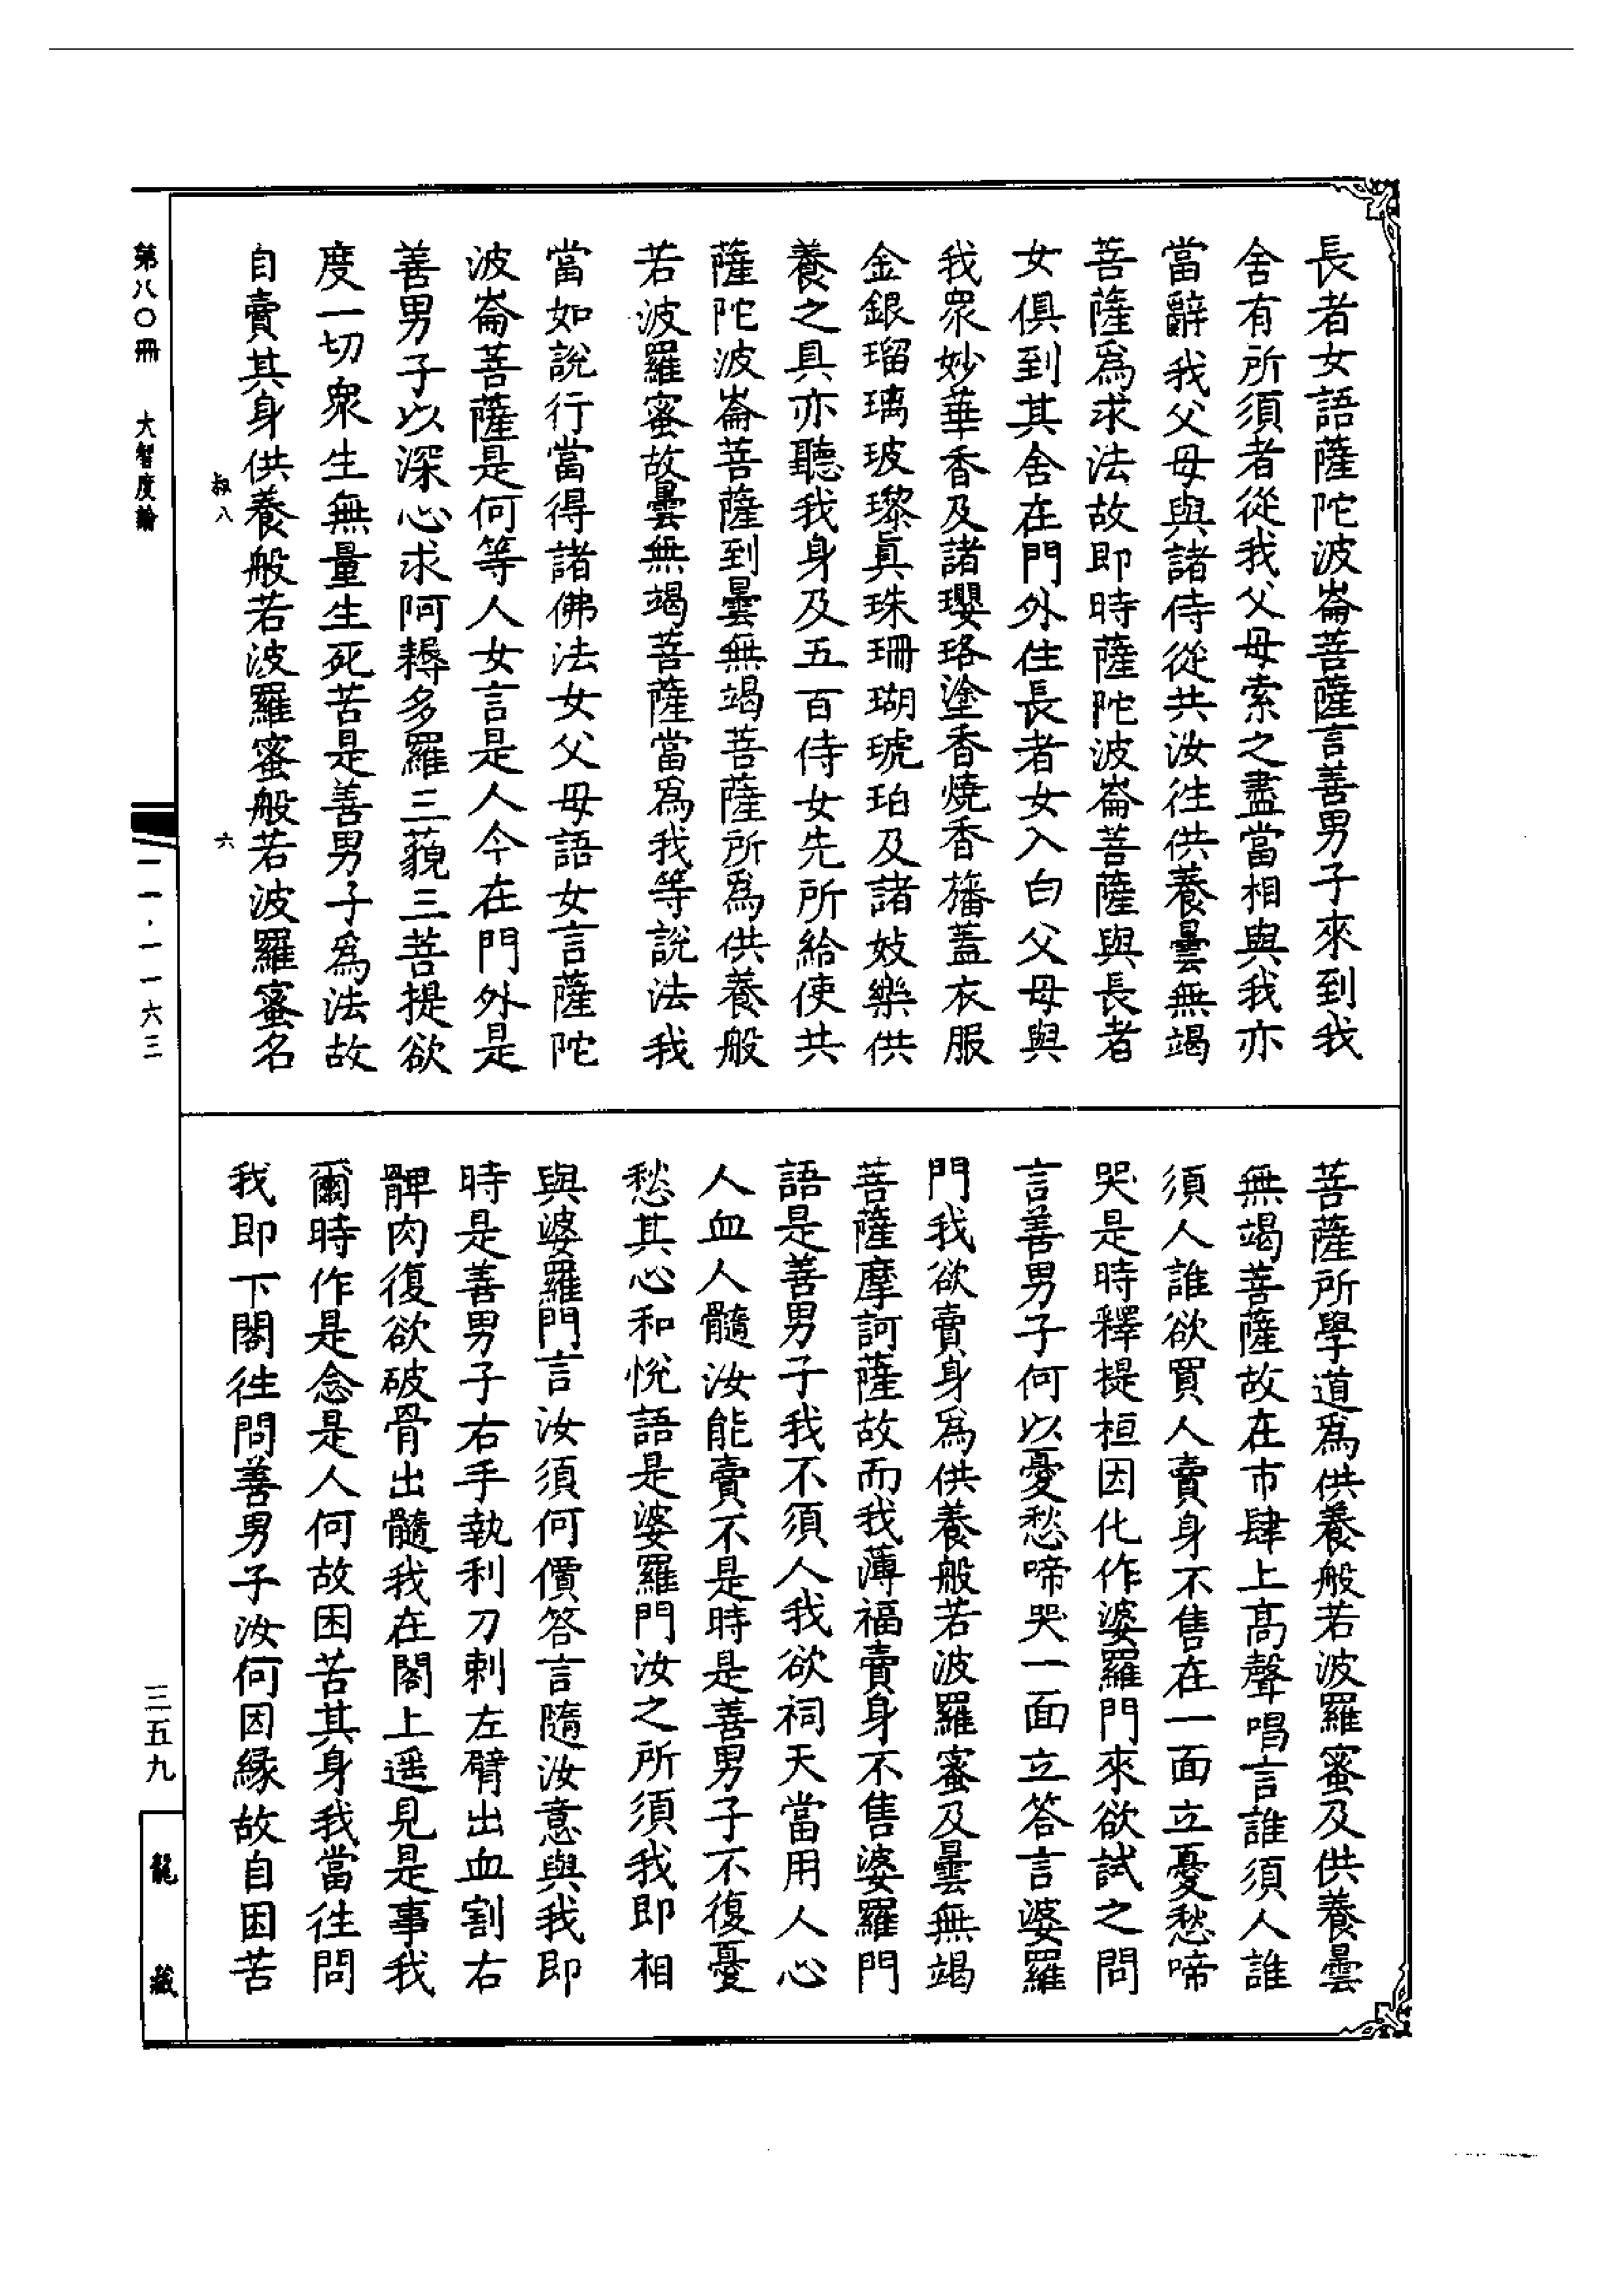 長者女語薩陀波崙菩薩言善男子來到我
舍有所須者從我父母索之盡當相與我亦
當辭我父母與諸侍從共汝往供養曇無竭
菩薩爲求法故即時薩陀波崙菩薩與長者
女俱到其舍在門外住長者女入白父母與
我衆妙華香及諸瓔珞塗香燒香旛蓋衣服
金銀瑠璃玻瓈眞珠珊瑚琥珀及諸妓樂供
養之具亦聽我身及五百侍女先所給使共
薩陀波崙菩薩到曇無竭菩薩所爲供養般
若波羅蜜故曇無竭菩薩當爲我等說法我
當如說行當得諸佛法女父母語女言薩陀
波崙菩薩是何等人女言是人今在門外是
善男子以深心求阿耨多羅三藐三菩提欲
度一切衆生無量生死苦是善男子爲法故
自賣其身供養般若波羅蜜般若波羅蜜名
叔八 六
菩薩所學道爲供養般若波羅蜜及供養曇
無竭菩薩故在市肆上高聲唱言誰須人誰
須人誰欲買人賣身不售在一面立憂愁啼
哭是時釋提桓因化作婆羅門來欲試之問
言善男子何以憂愁啼哭一面立答言婆羅
門我欲賣身爲供養般若波羅蜜及曇無竭
菩薩摩訶薩故而我薄福賣身不售婆羅門
語是善男子我不須人我欲祠天當用人心
人血人髓汝能賣不是時是善男子不復憂
愁其心和悅語是婆羅門汝之所須我即相
與婆羅門言汝須何價答言隨汝意與我即
時是善男子右手執利刀刺左臂出血割右
髀肉復欲破骨出髓我在閣上遥見是事我
爾時作是念是人何故困苦其身我當往問
我即下閣往問善男子汝何因緣故自困苦
第八〇冊 大智度論
一一·一一六三
三五九
龍藏